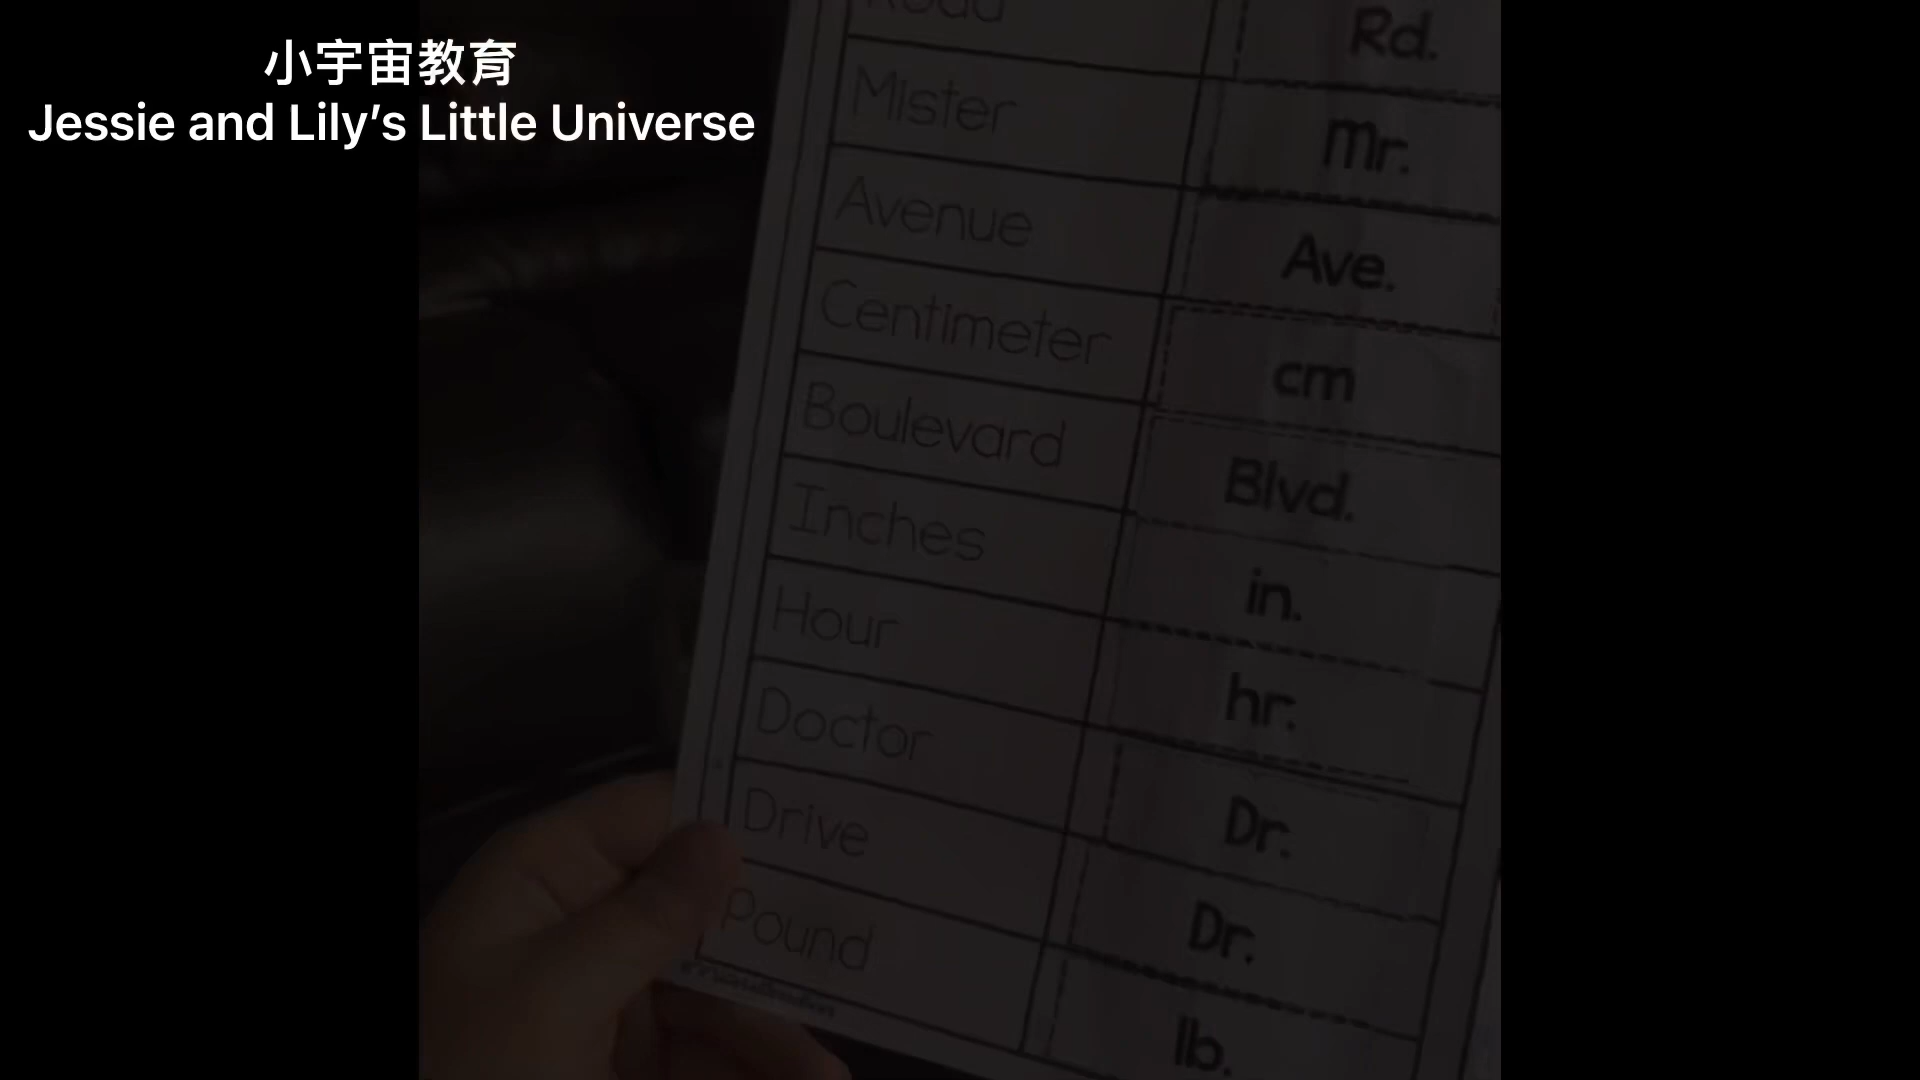 小宇宙教育
Jessie and Lily's Little Universe
Road Rd.
Mister Mr.
Avenue Ave.
Centimeter cm
Boulevard Blvd.
Inches in.
Hour hr.
Doctor Dr.
Drive Dr.
Pound lb.